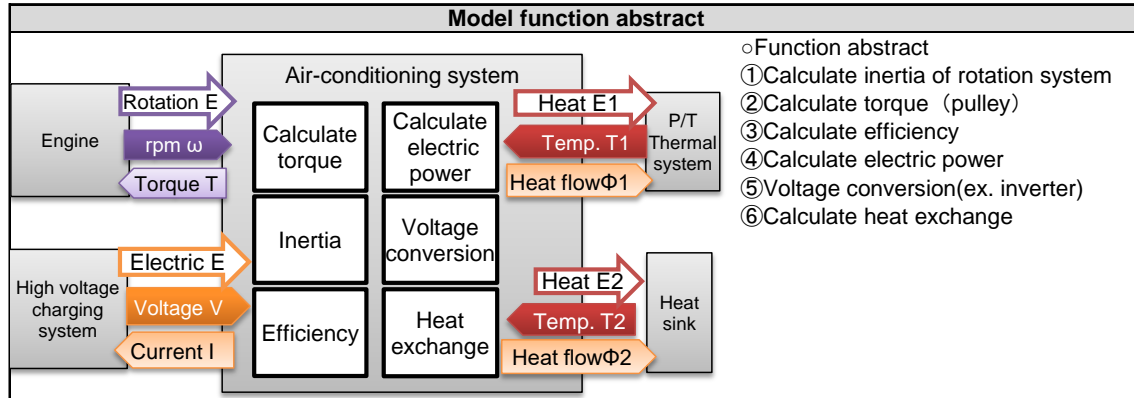 Model function abstract
Air-conditioning system
Engine
Rotation E
rpm ω
Torque T
High voltage
charging
system
Electric E
Voltage V
Current I
Calculate
torque
Calculate
electric
power
Inertia
Voltage
conversion
Efficiency
Heat
exchange
Heat E1
Temp. T1
Heat flowΦ1
P/T
Thermal
system
Heat E2
Temp. T2
Heat flowΦ2
Heat
sink
○Function abstract
①Calculate inertia of rotation system
②Calculate torque（pulley）
③Calculate efficiency
④Calculate electric power
⑤Voltage conversion(ex. inverter)
⑥Calculate heat exchange